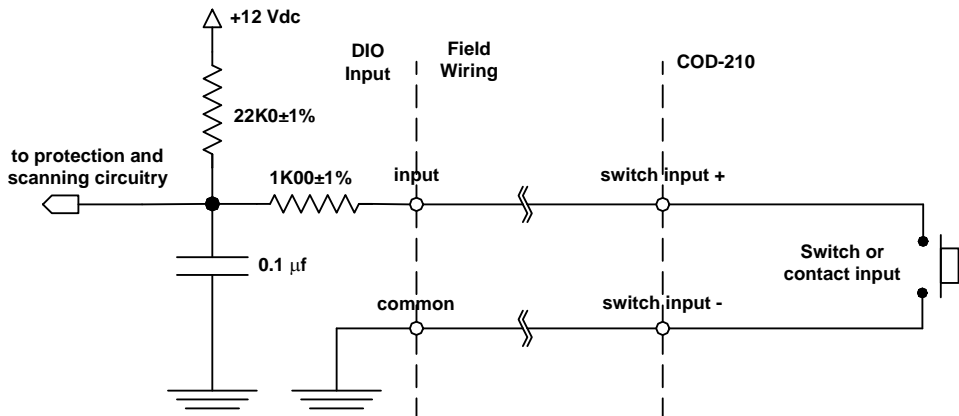 +12 Vdc
DIO
Input
Field
Wiring
COD-210
22K0±1%
to protection and
scanning circuitry
1K00±1%
input
switch input +
0.1 μf
Switch or
contact input
common
switch input -